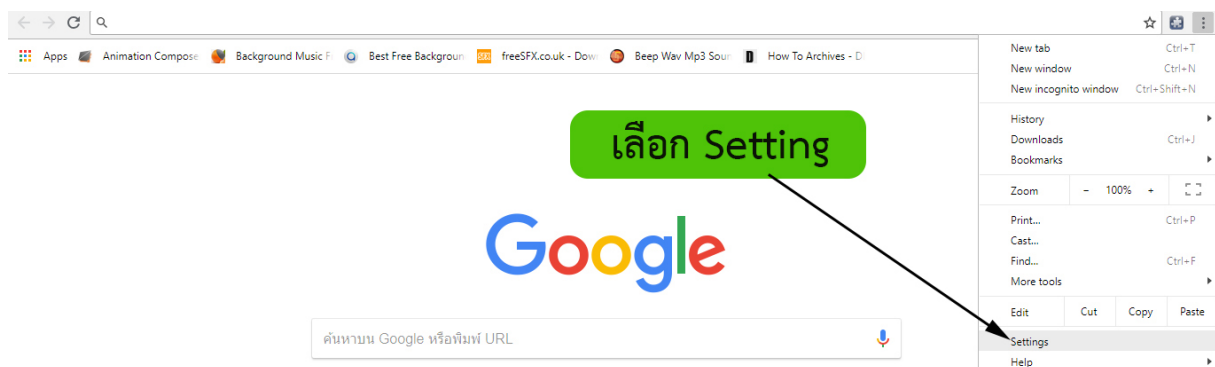 Apps Animation Compose Background Music F Best Free Backgroun freeSFX.co.uk - Dow Beep Wav Mp3 Soun How To Archives - D
New tab Ctrl+T
New window Ctrl+N
New incognito window Ctrl+Shift+N
History
Downloads Ctrl+J
Bookmarks
Zoom - 100% +
Print... Ctrl+P
Cast...
Find... Ctrl+F
More tools
Edit Cut Copy Paste
Settings
Help
เลือก Setting
Google
ค้นหาบน Google หรือพิมพ์ URL